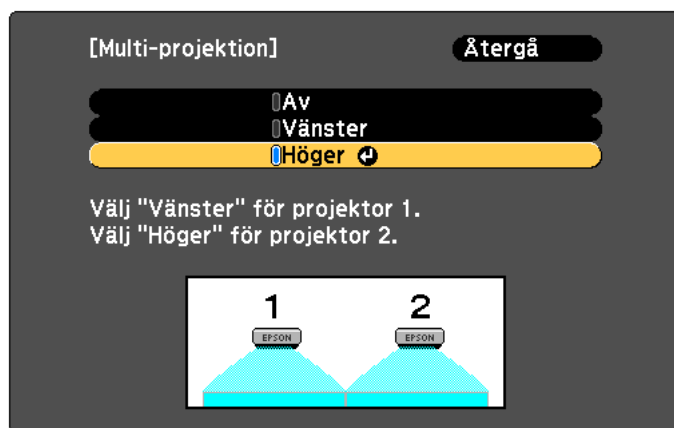 [Multi-projektion] Återgå
Av
Vänster
Höger
Välj "Vänster" för projektor 1.
Välj "Höger" för projektor 2.
1 2
EPSON EPSON